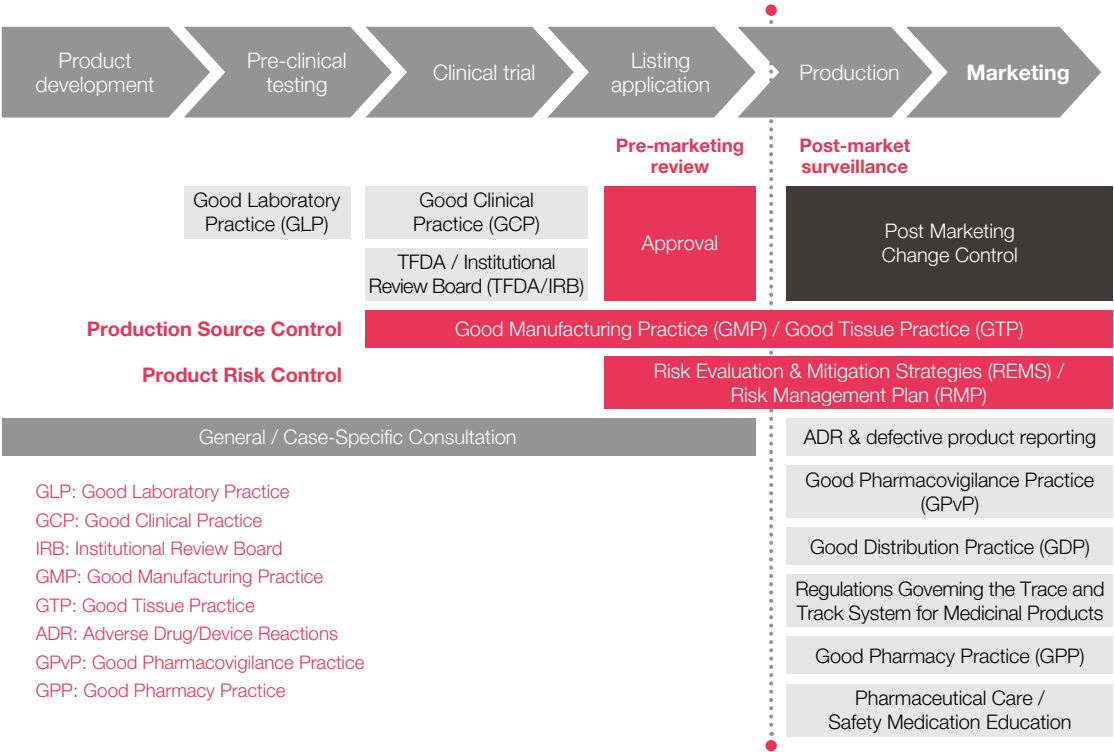 Product
development
Pre-clinical
testing
Clinical trial
Listing
application
Production
Marketing
Pre-marketing
review
Post-market
surveillance
Good Laboratory
Practice (GLP)
Good Clinical
Practice (GCP)
TFDA / Institutional
Review Board (TFDA/IRB)
Approval
Post Marketing
Change Control
Production Source Control
Good Manufacturing Practice (GMP) / Good Tissue Practice (GTP)
Product Risk Control
Risk Evaluation & Mitigation Strategies (REMS) /
Risk Management Plan (RMP)
General / Case-Specific Consultation
ADR & defective product reporting
Good Pharmacovigilance Practice
(GPvP)
Good Distribution Practice (GDP)
Regulations Governing the Trace and
Track System for Medicinal Products
Good Pharmacy Practice (GPP)
Pharmaceutical Care /
Safety Medication Education
GLP: Good Laboratory Practice
GCP: Good Clinical Practice
IRB: Institutional Review Board
GMP: Good Manufacturing Practice
GTP: Good Tissue Practice
ADR: Adverse Drug/Device Reactions
GPvP: Good Pharmacovigilance Practice
GPP: Good Pharmacy Practice